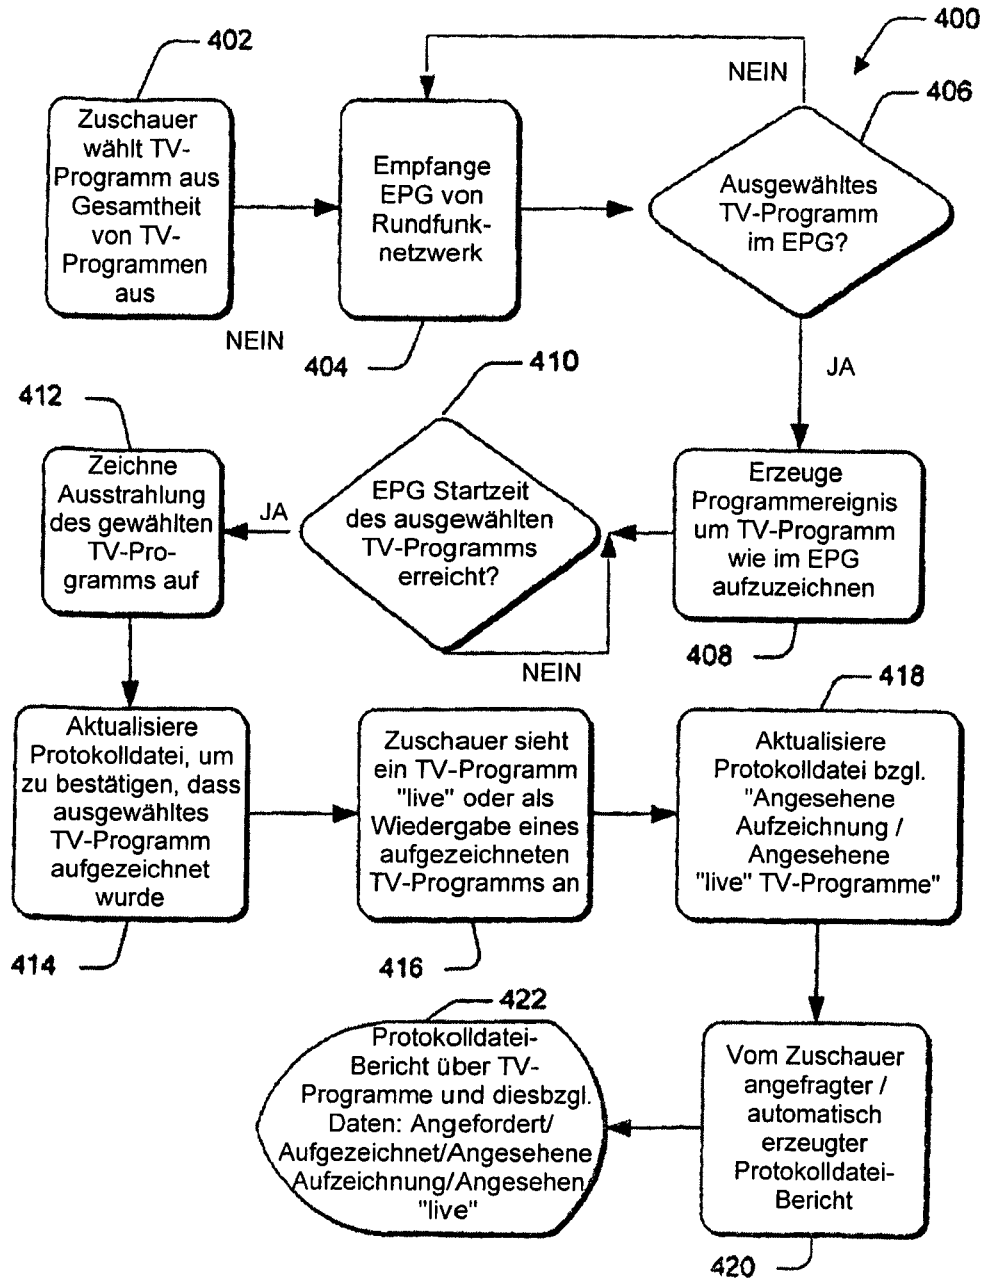 402
Zuschauer
wählt TV-
Programm aus
Gesamtheit
von TV-
Programmen
aus
Empfange
EPG von
Rundfunk-
netzwerk
404
NEIN
400
406
Ausgewähltes
TV-Programm
im EPG?
NEIN
JA
Erzeuge
Programmereignis
um TV-Programm
wie im EPG
aufzuzeichnen
408
410
EPG Startzeit
des ausgewählten
TV-Programms
erreicht?
NEIN
JA
412
Zeichne
Ausstrahlung
des gewählten
TV-Pro-
gramms auf
Aktualisiere
Protokolldatei, um
zu bestätigen, dass
ausgewähltes
TV-Programm
aufgezeichnet
wurde
414
Zuschauer sieht
ein TV-Programm
"live" oder als
Wiedergabe eines
aufgezeichneten
TV-Programms an
416
418
Aktualisiere
Protokolldatei bzgl.
"Angesehene
Aufzeichnung /
Angesehene
"live" TV-Programme"
Vom Zuschauer
angefragter /
automatisch
erzeugter
Protokolldatei-
Bericht
420
422
Protokolldatei-
Bericht über TV-
Programme und diesbzgl.
Daten: Angefordert/
Aufgezeichnet/Angesehene
Aufzeichnung/Angesehen
"live"